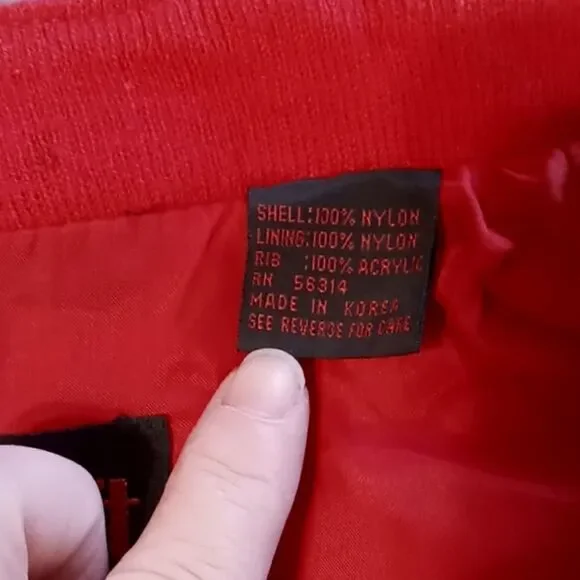 SHELL:100% NYLON
LINING:100% NYLON
RIB :100% ACRYLIC
RN 56314
MADE IN KOREA
SEE REVERSE FOR CARE